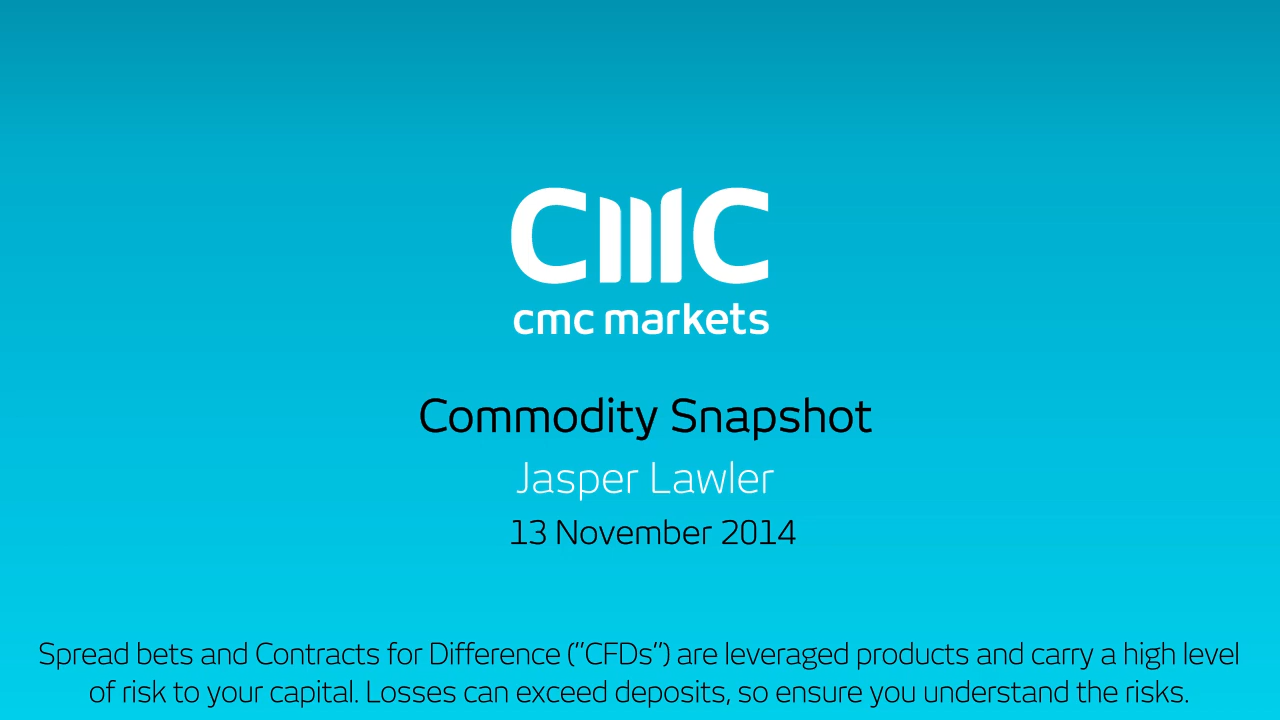 CMC
cmc markets
Commodity Snapshot
Jasper Lawler
13 November 2014
Spread bets and Contracts for Difference (“CFDs”) are leveraged products and carry a high level
of risk to your capital. Losses can exceed deposits, so ensure you understand the risks.